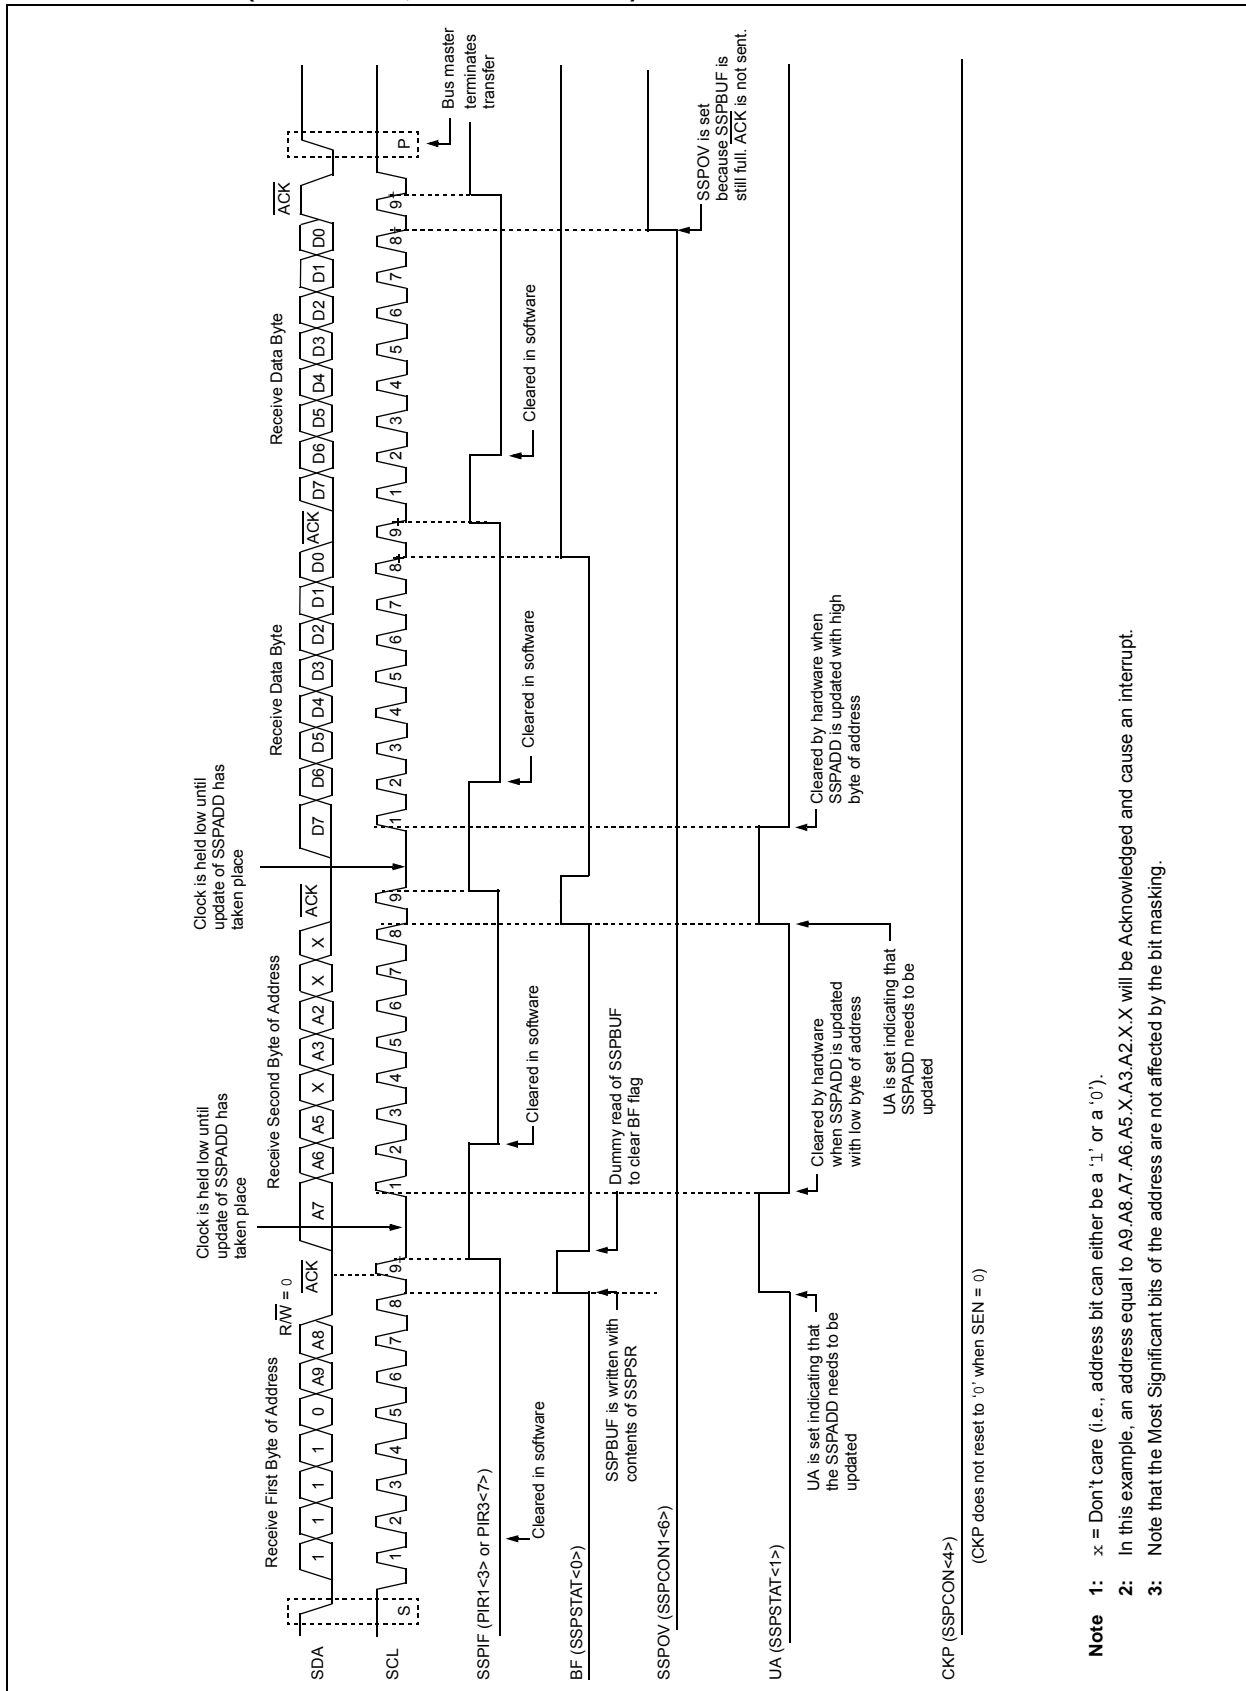 Receive First Byte of Address
R/W = 0
ACK
Clock is held low until
update of SSPADD has
taken place
Receive Second Byte of Address
Clock is held low until
update of SSPADD has
taken place
ACK
Receive Data Byte
ACK
Receive Data Byte
ACK
SDA
1 1 1 1 0 A9 A8 A7 A6 A5 X A3 A2 X X D7 D6 D5 D4 D3 D2 D1 D0 D7 D6 D5 D4 D3 D2 D1 D0
SCL
S 1 2 3 4 5 6 7 8 9 1 2 3 4 5 6 7 8 9 1 2 3 4 5 6 7 8 9 1 2 3 4 5 6 7 8 9 P
Bus master
terminates
transfer
SSPIF (PIR1<3> or PIR3<7>)
Cleared in software
Cleared in software
Cleared in software
Cleared in software
BF (SSPSTAT<0>)
SSPBUF is written with
contents of SSPSR
Dummy read of SSPBUF
to clear BF flag
SSPOV (SSPCON1<6>)
SSPOV is set
because SSPBUF is
still full. ACK is not sent.
UA (SSPSTAT<1>)
UA is set indicating that
the SSPADD needs to be
updated
Cleared by hardware
when SSPADD is updated
with low byte of address
UA is set indicating that
SSPADD needs to be
updated
Cleared by hardware when
SSPADD is updated with high
byte of address
CKP (SSPCON<4>)
(CKP does not reset to ‘0’ when SEN = 0)
Note 1: x = Don’t care (i.e., address bit can either be a ‘1’ or a ‘0’).
2: In this example, an address equal to A9.A8.A7.A6.A5.X.A3.A2.X.X will be Acknowledged and cause an interrupt.
3: Note that the Most Significant bits of the address are not affected by the bit masking.